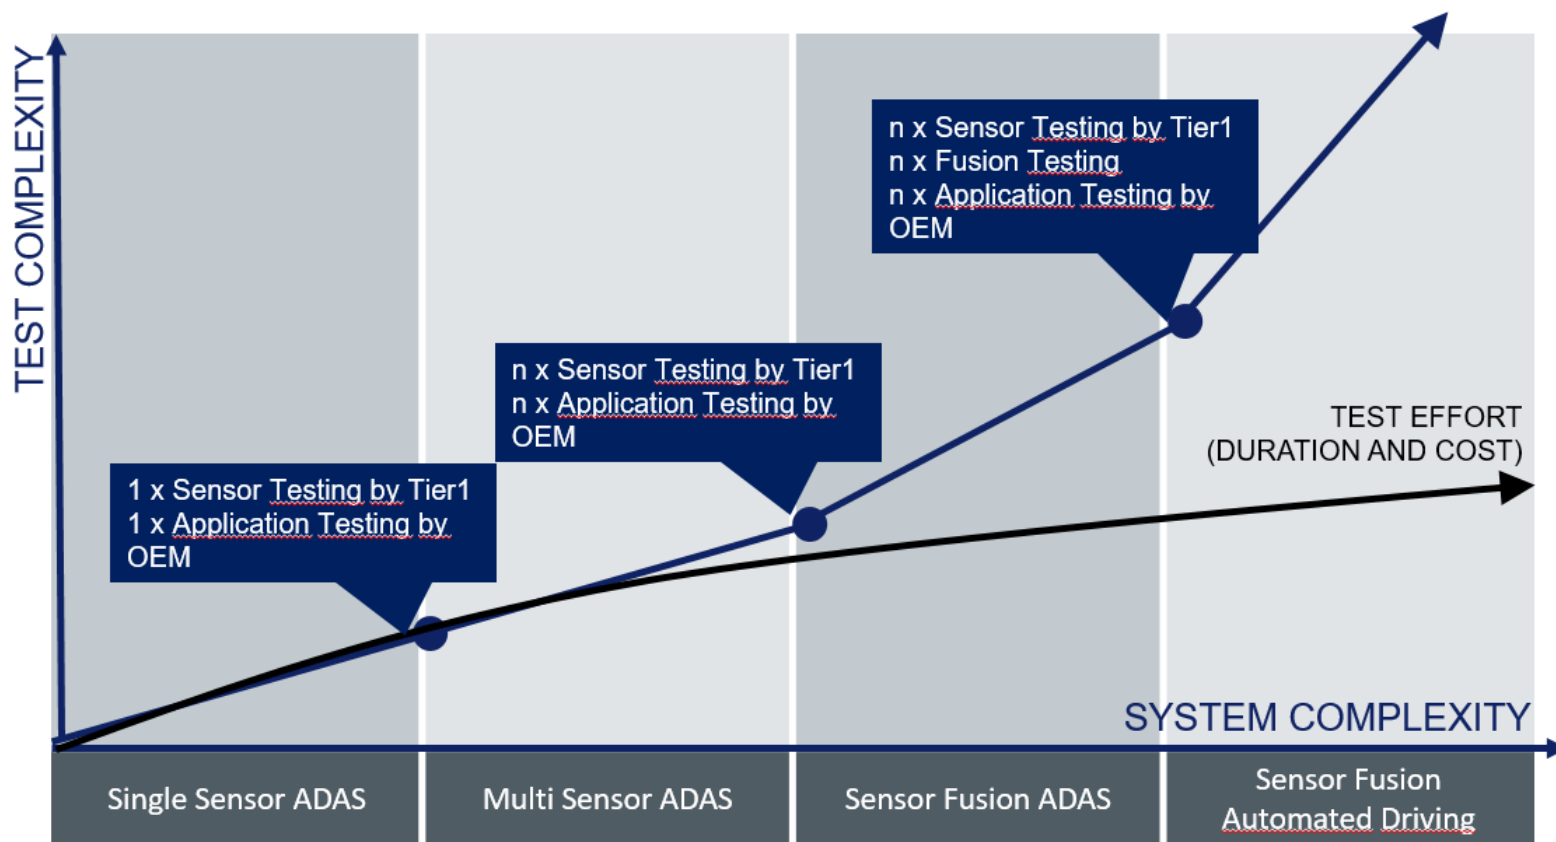 TEST COMPLEXITY
n x Sensor Testing by Tier1
n x Fusion Testing
n x Application Testing by
OEM
n x Sensor Testing by Tier1
n x Application Testing by
OEM
1 x Sensor Testing by Tier1
1 x Application Testing by
OEM
TEST EFFORT
(DURATION AND COST)
SYSTEM COMPLEXITY
Single Sensor ADAS
Multi Sensor ADAS
Sensor Fusion ADAS
Sensor Fusion
Automated Driving